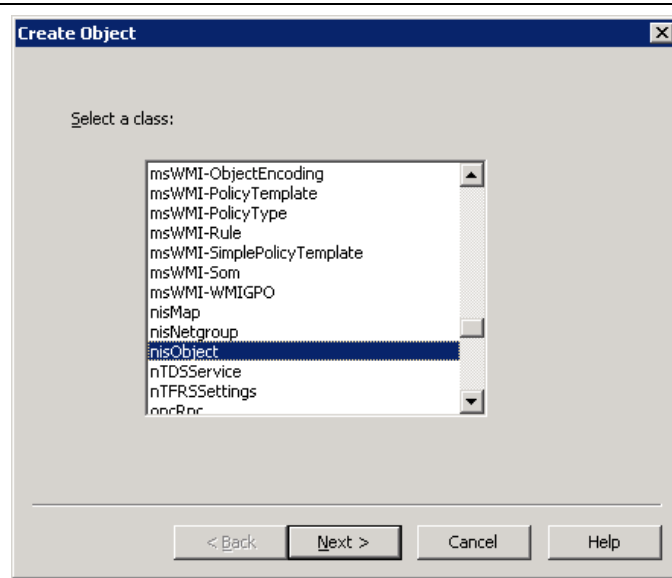 Create Object
Select a class:
msWMI-ObjectEncoding
msWMI-PolicyTemplate
msWMI-PolicyType
msWMI-Rule
msWMI-SimplePolicyTemplate
msWMI-Som
msWMI-WMIGPO
nisMap
nisNetgroup
nisObject
nTDSService
nTFRSSettings
oncRpc
< Back Next > Cancel Help